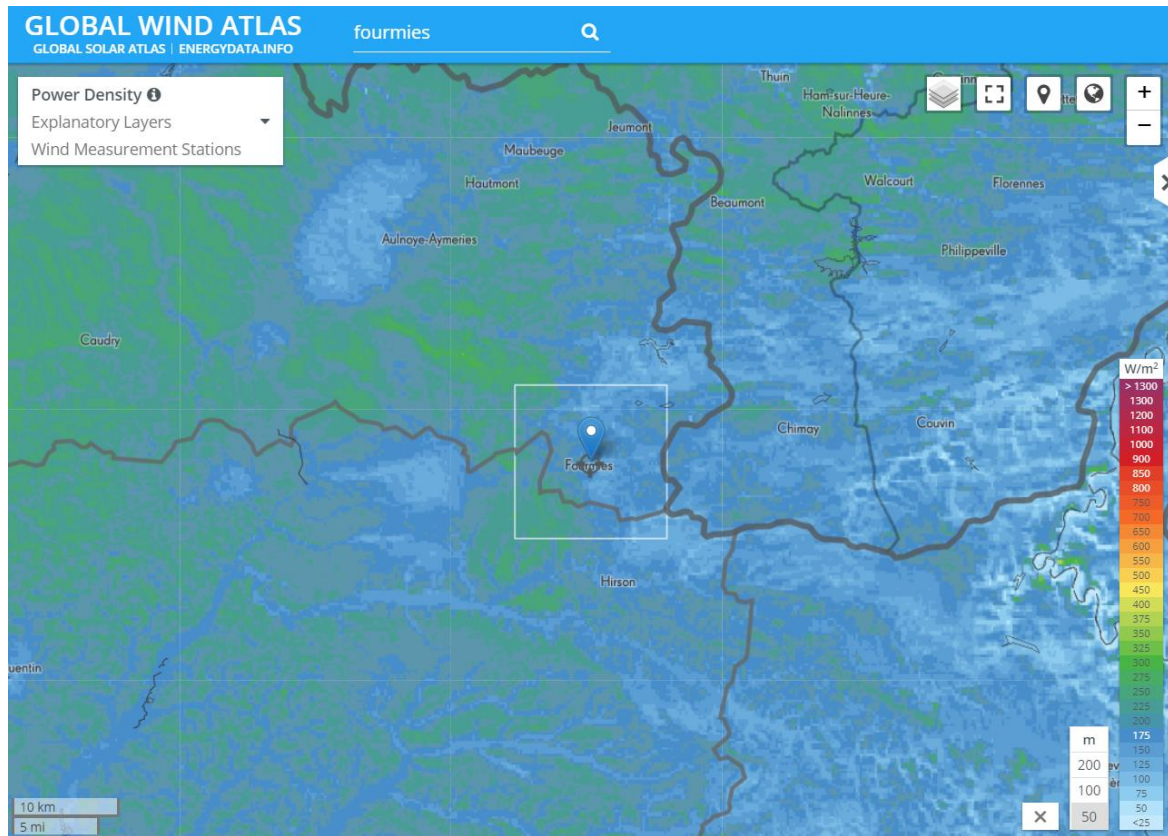 GLOBAL WIND ATLAS
GLOBAL SOLAR ATLAS | ENERGYDATA.INFO
fourmies
Power Density
Explanatory Layers
Wind Measurement Stations
Thuin
Ham-sur-Heure-
Nalinnes
+
−
Jeumont
Maubeuge
Hautmont
Walcourt
Florennes
Beaumont
Aulnoye-Aymeries
Philippeville
Caudry
Chimay
Couvin
Fourmies
Hirson
uentin
W/m²
> 1300
1300
1200
1100
1000
900
850
800
750
700
650
600
550
500
450
400
375
350
325
300
275
250
225
200
175
150
125
100
75
50
<25
m
200
100
50
10 km
5 mi